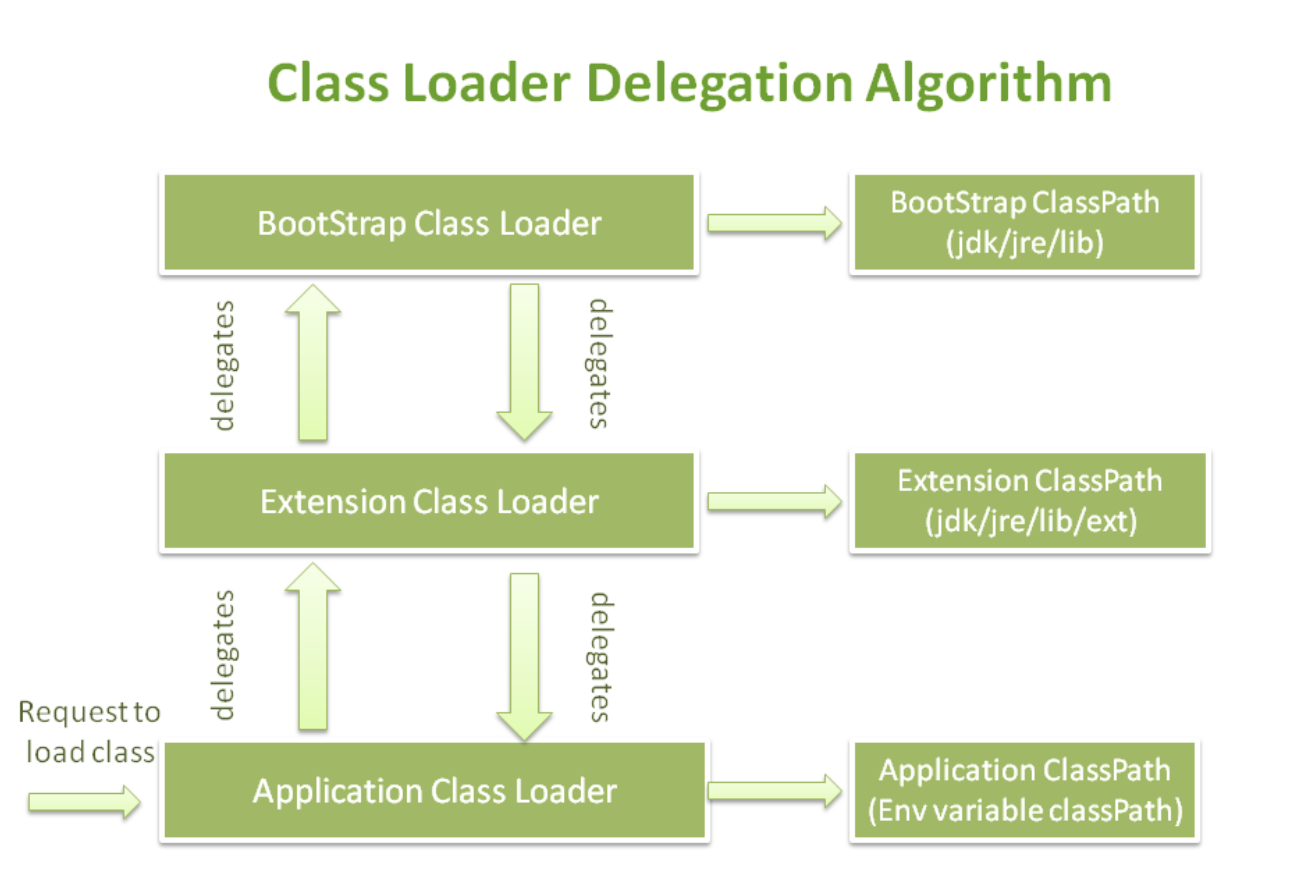 Class Loader Delegation Algorithm
BootStrap Class Loader
BootStrap ClassPath
(jdk/jre/lib)
delegates
delegates
Extension Class Loader
Extension ClassPath
(jdk/jre/lib/ext)
delegates
delegates
Request to
load class
Application Class Loader
Application ClassPath
(Env variable classPath)